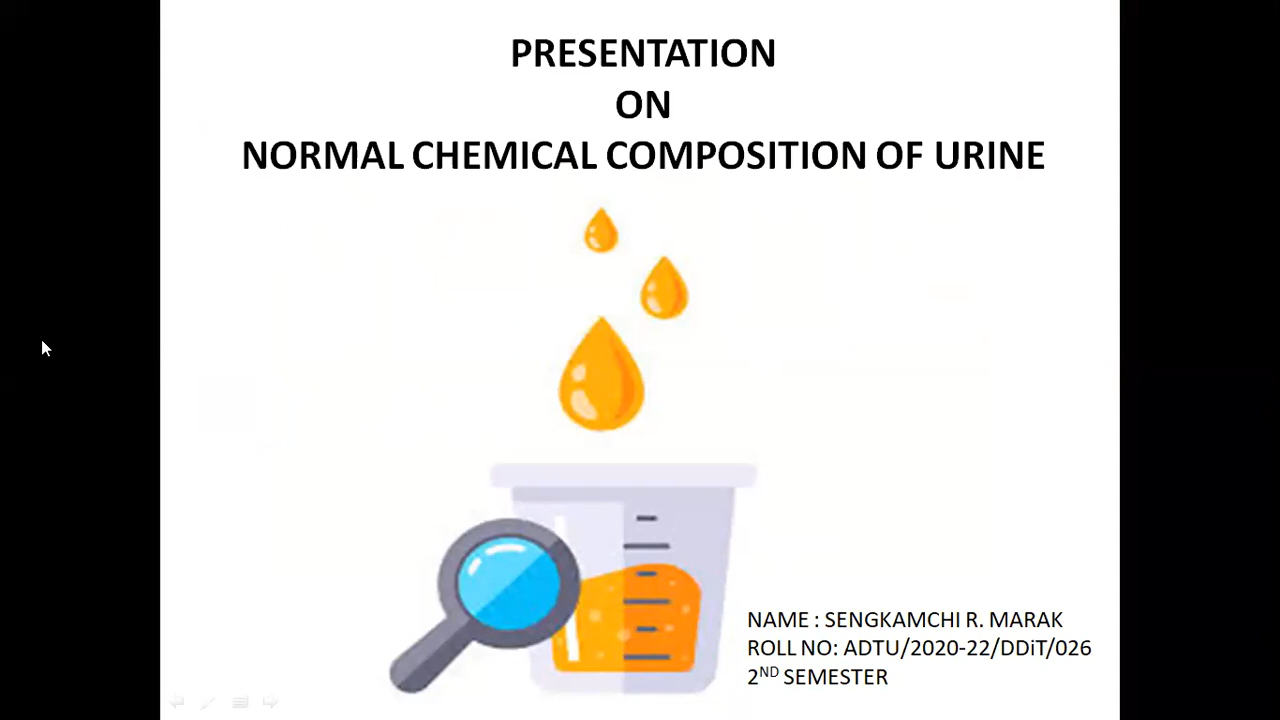 PRESENTATION
ON
NORMAL CHEMICAL COMPOSITION OF URINE
NAME : SENGKAMCHI R. MARAK
ROLL NO: ADTU/2020-22/DDiT/026
2ND SEMESTER